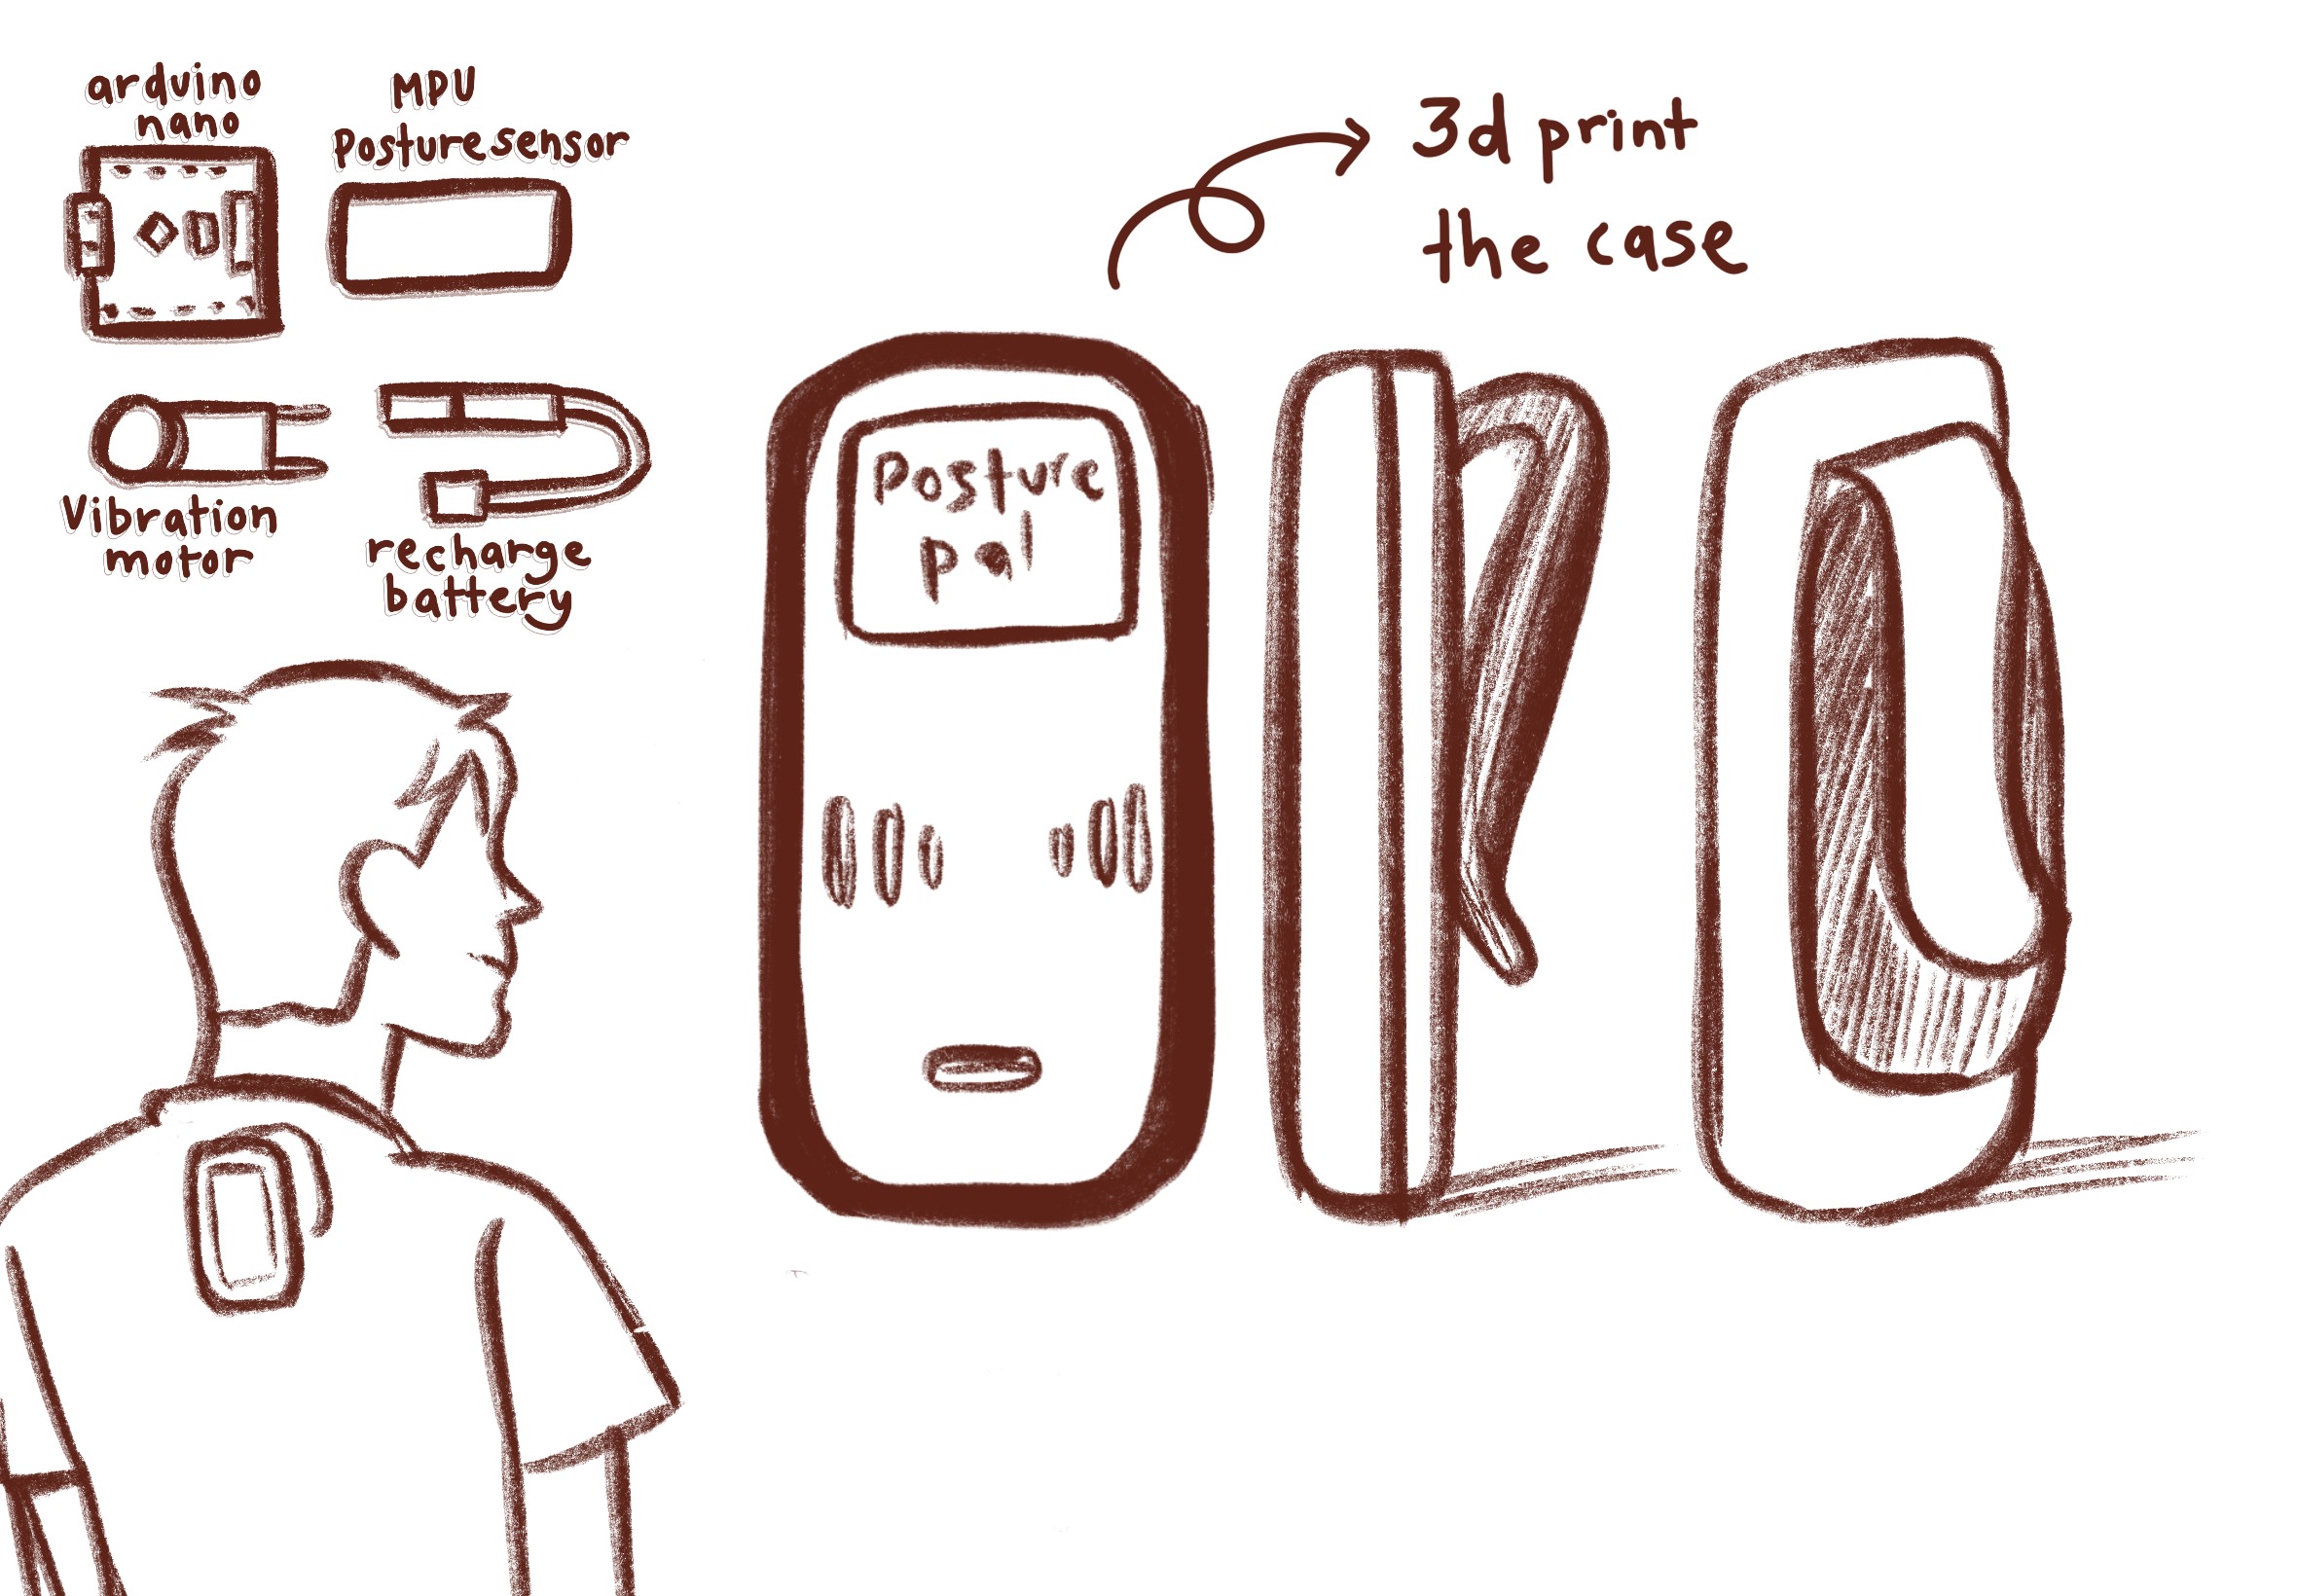 arduino
nano
MPU
Posture sensor
Vibration
motor
recharge
battery
3d print
the case
Posture
pal